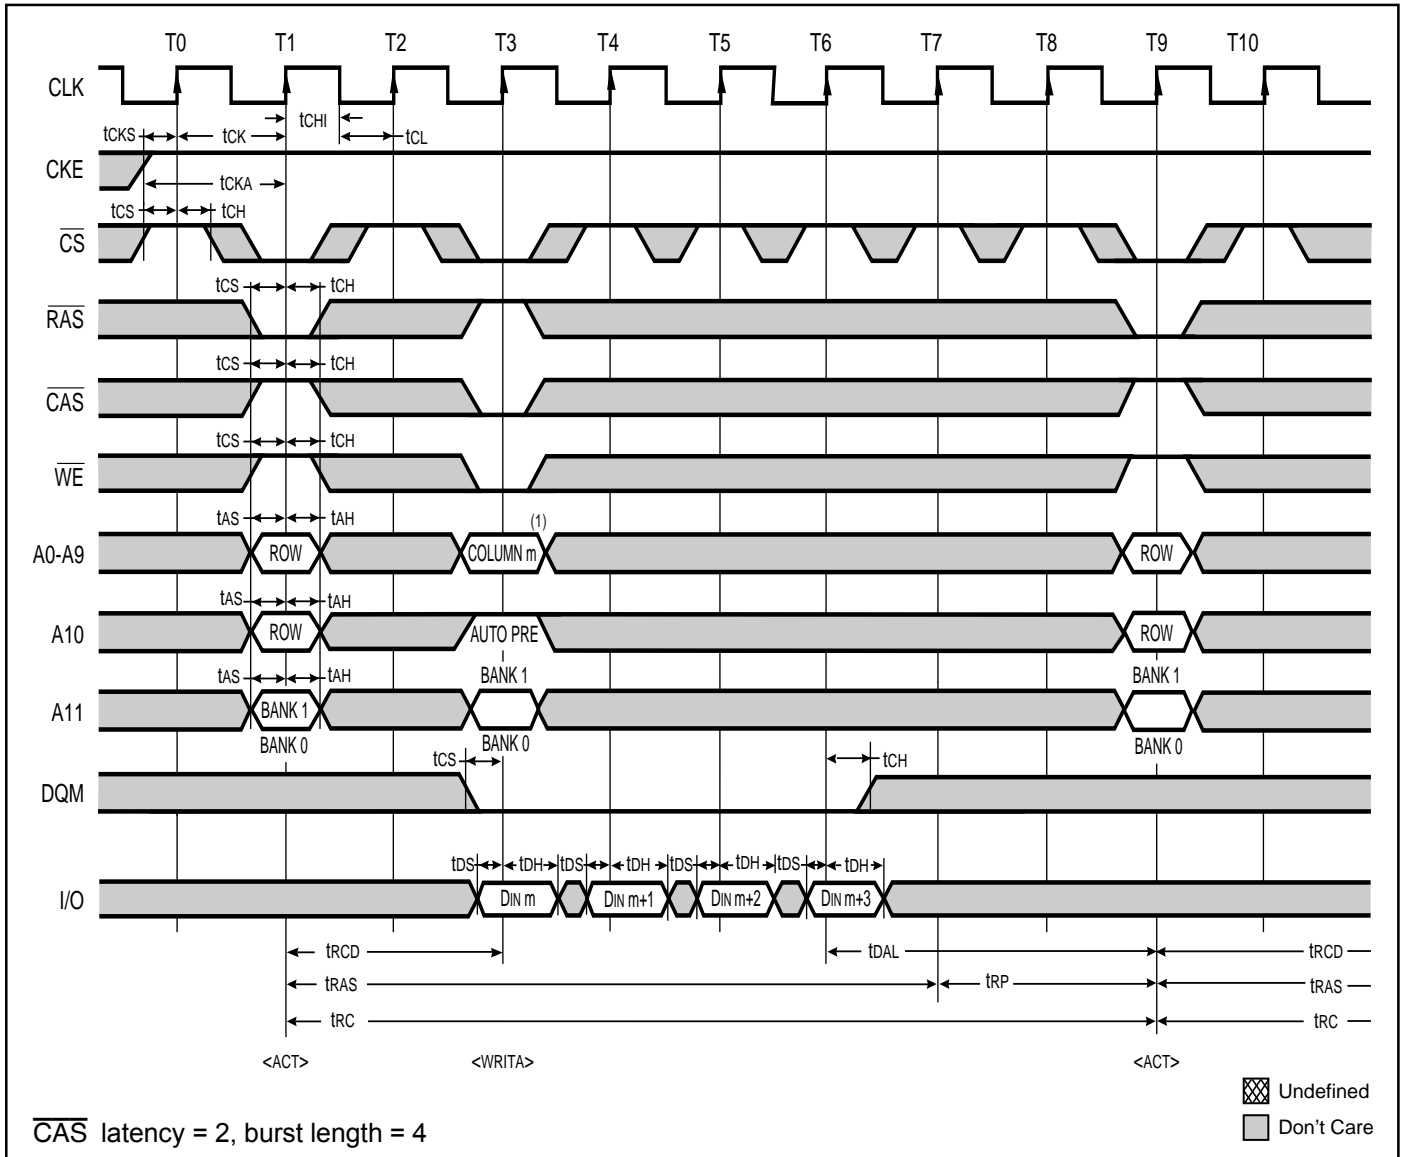 T0 T1 T2 T3 T4 T5 T6 T7 T8 T9 T10
CLK
tCHI
tCKS tCK tCL
CKE
tCKA
tCS tCH
CS
tCS tCH
RAS
tCS tCH
CAS
tCS tCH
WE
tAS tAH (1)
A0-A9 ROW COLUMN m ROW
tAS tAH
A10 ROW AUTO PRE ROW
tAS tAH BANK 1 BANK 1
A11 BANK 1
BANK 0 BANK 0 BANK 0
tCS tCH
DQM
tDS tDH tDS tDH tDS tDH tDS tDH
I/O DIN m DIN m+1 DIN m+2 DIN m+3
tRCD tDAL tRCD
tRAS tRP tRAS
tRC tRC
<ACT> <WRITA> <ACT>
Undefined
Don't Care
CAS latency = 2, burst length = 4